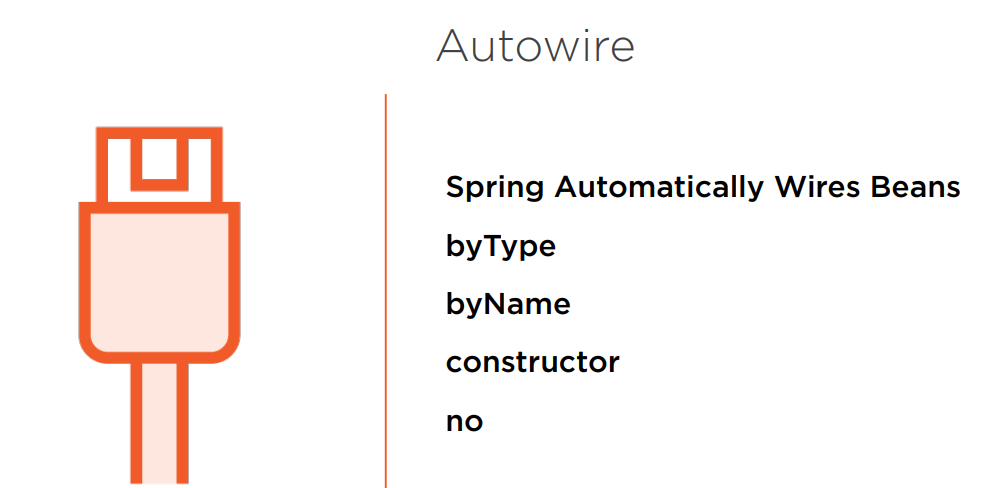 Autowire
Spring Automatically Wires Beans
byType
byName
constructor
no